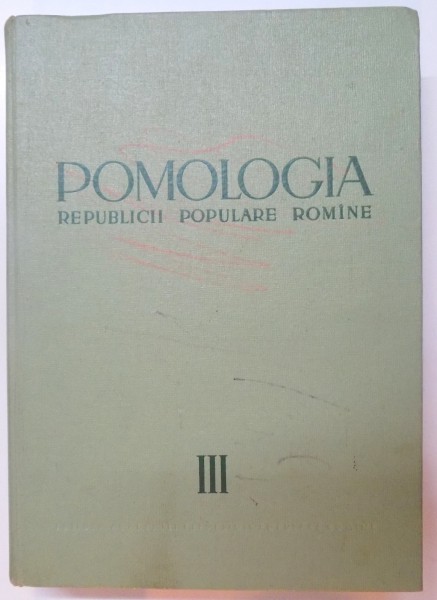 POMOLOGIA
REPUBLICII POPULARE ROMÎNE
III